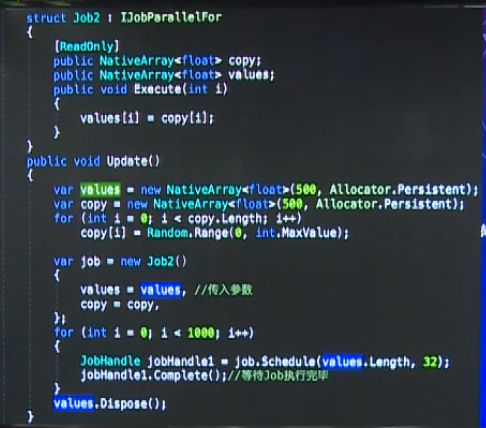 struct Job2 : IJobParallelFor
{
[ReadOnly]
public NativeArray<float> copy;
public NativeArray<float> values;
public void Execute(int i)
{
values[i] = copy[i];
}
}
public void Update()
{
var values = new NativeArray<float>(500, Allocator.Persistent);
var copy = new NativeArray<float>(500, Allocator.Persistent);
for (int i = 0; i < copy.Length; i++)
copy[i] = Random.Range(0, int.MaxValue);
var job = new Job2()
{
values = values, //传入参数
copy = copy,
};
for (int i = 0; i < 1000; i++)
{
JobHandle jobHandle1 = job.Schedule(values.Length, 32);
jobHandle1.Complete();//等待Job执行完毕
}
values.Dispose();
}